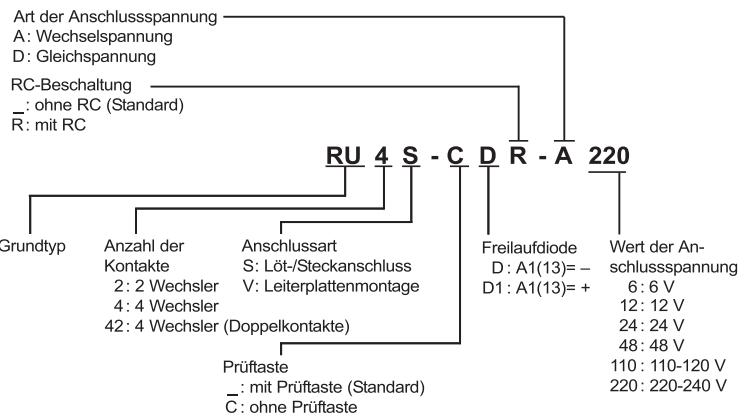 Art der Anschlussspannung
A: Wechselspannung
D: Gleichspannung
RC-Beschaltung
_: ohne RC (Standard)
R: mit RC
RU 4 S - C D R - A 220
Grundtyp
Anzahl der
Kontakte
2: 2 Wechsler
4: 4 Wechsler
42: 4 Wechsler (Doppelkontakte)
Anschlussart
S: Löt-/Steckanschluss
V: Leiterplattenmontage
Freilaufdiode
D: A1(13)= –
D1: A1(13)= +
Wert der An-
schlussspannung
6: 6 V
12: 12 V
24: 24 V
48: 48 V
110: 110-120 V
220: 220-240 V
Prüftaste
_: mit Prüftaste (Standard)
C: ohne Prüftaste